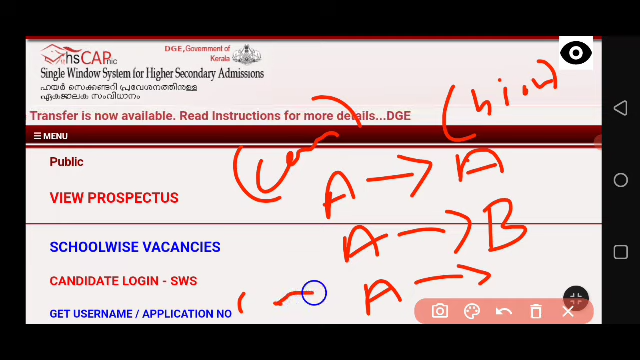 hsCAP
DGE, Government of
Kerala
Single Window System for Higher Secondary Admissions
ഹയര്‍ സെക്കണ്ടറി പ്രവേശനത്തിനുള്ള
ഏകജാലക സംവിധാനം
Transfer is now available. Read Instructions for more details...DGE
MENU
Public
VIEW PROSPECTUS
SCHOOLWISE VACANCIES
CANDIDATE LOGIN - SWS
GET USERNAME / APPLICATION NO
A → A
A → B
A →